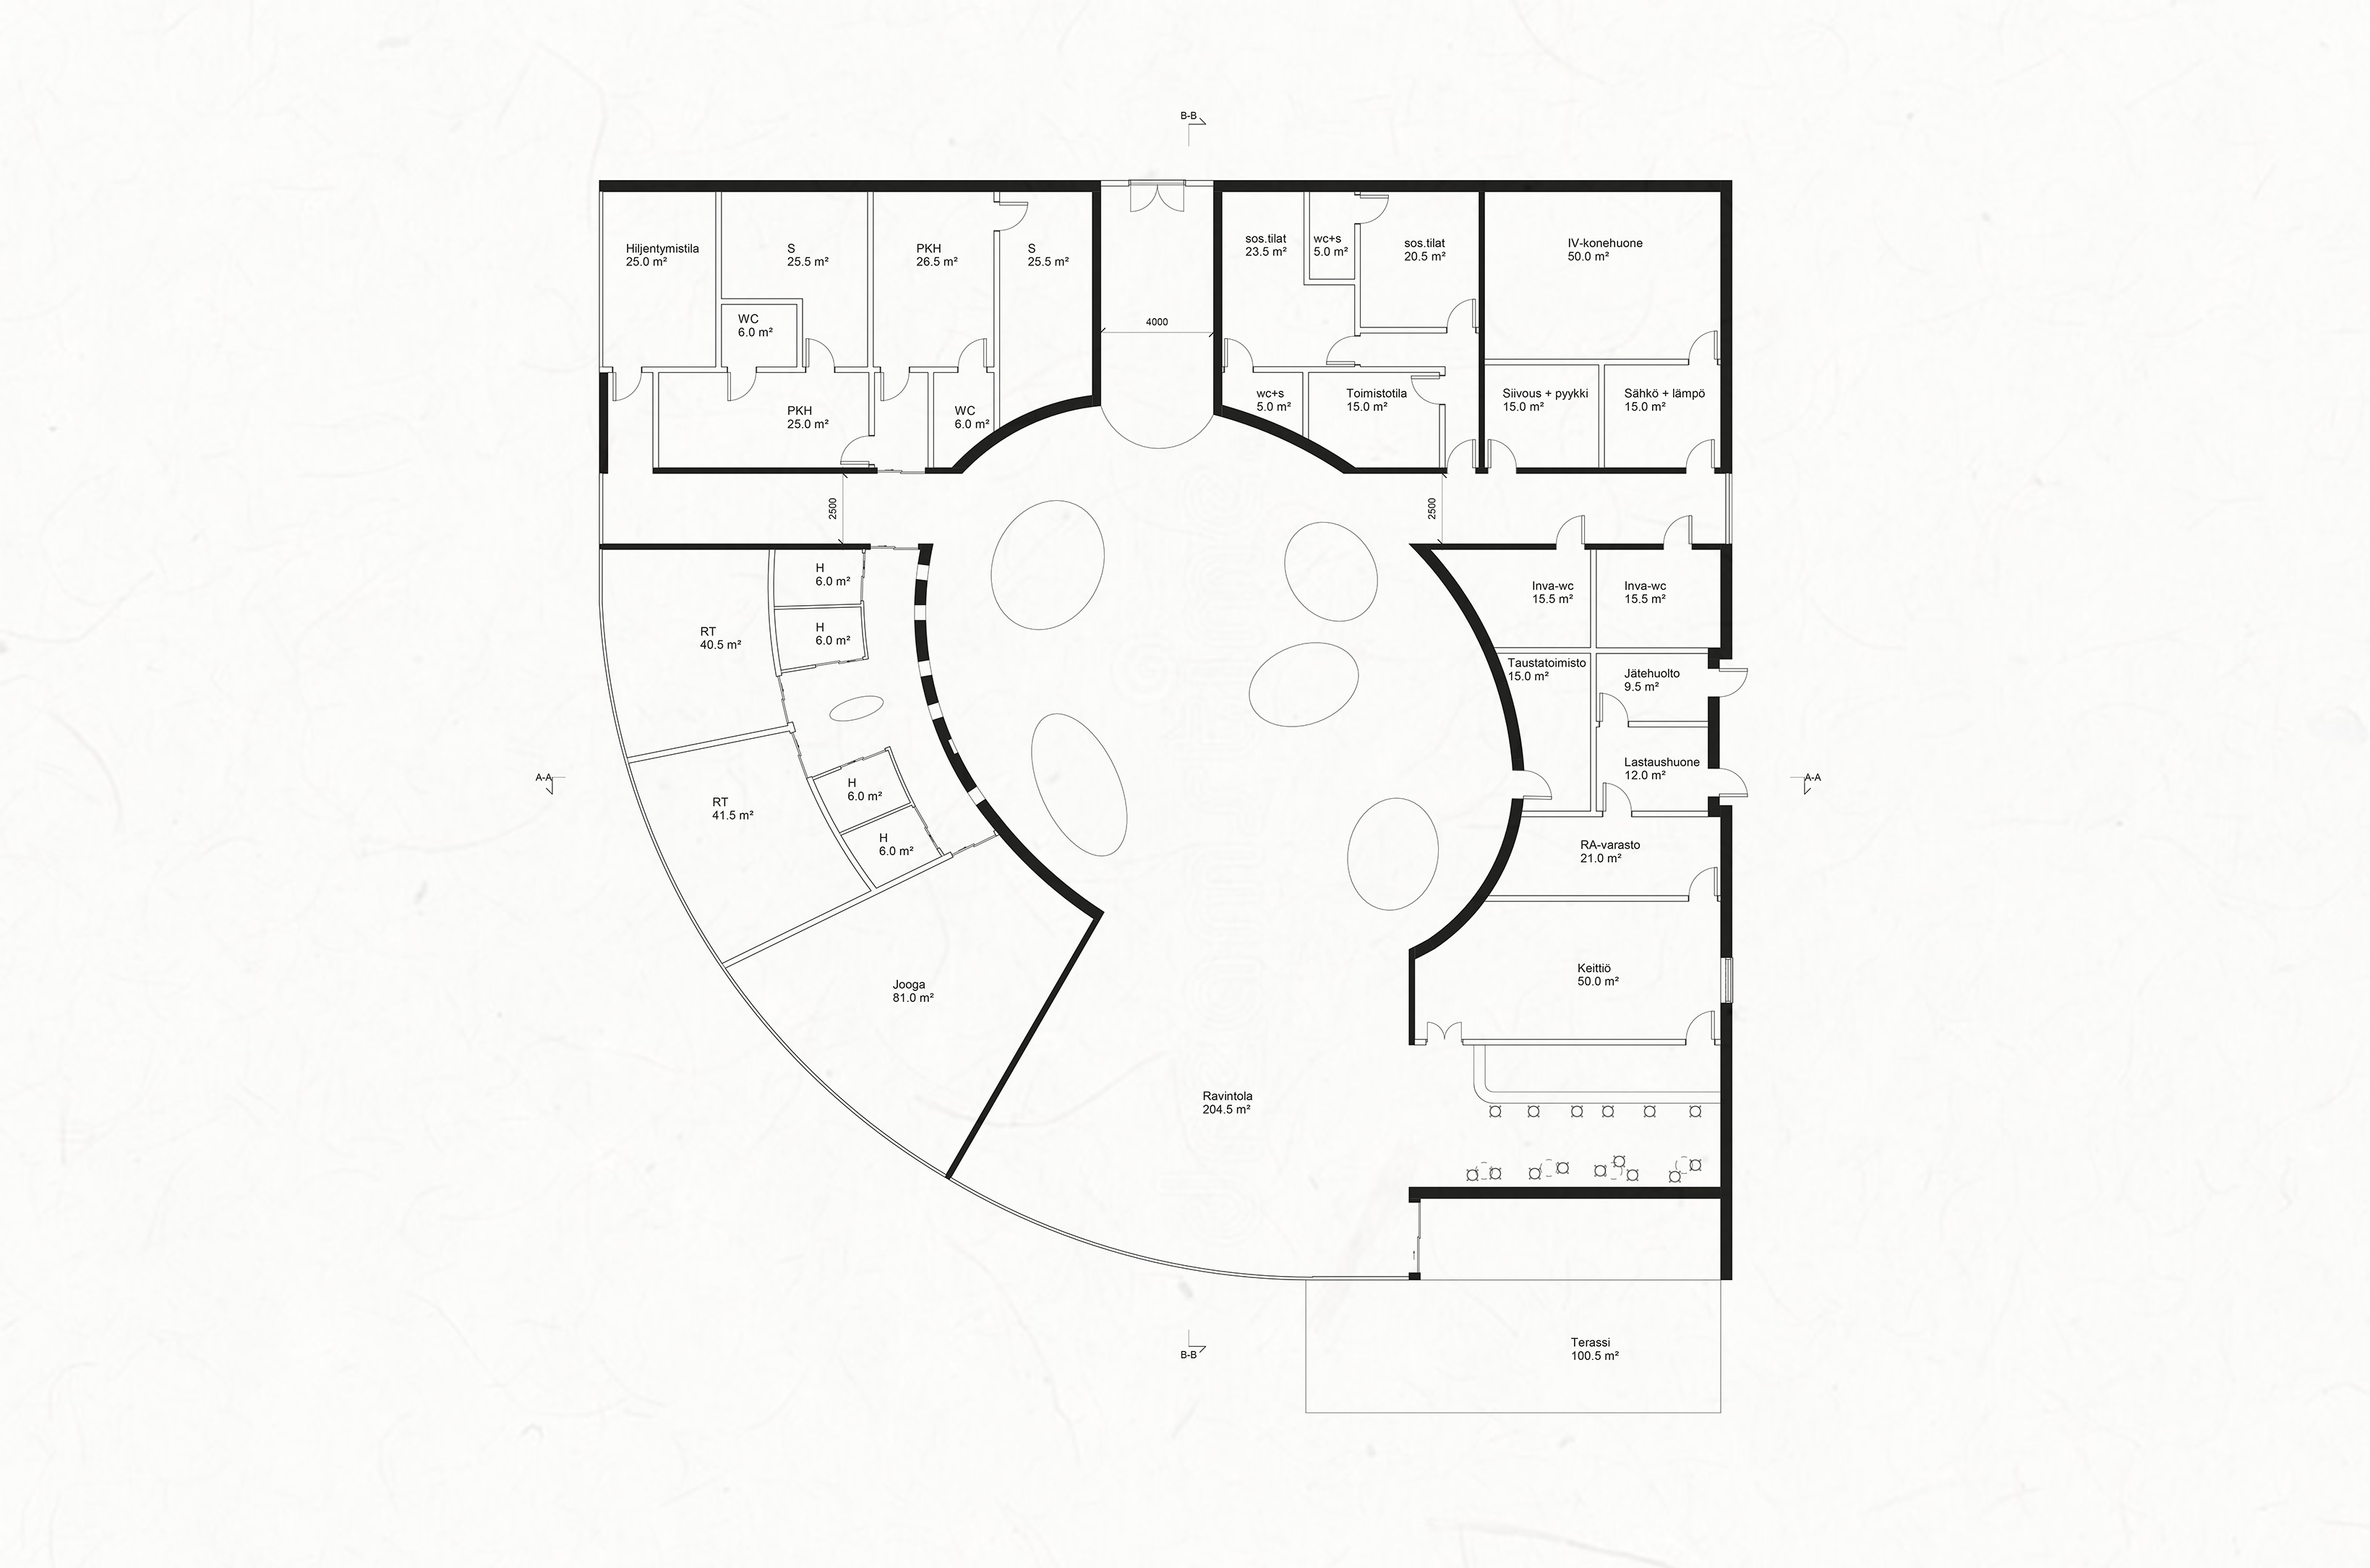 B-B
Hiljentymistila
25.0 m²
S
25.5 m²
PKH
26.5 m²
S
25.5 m²
sos.tilat
23.5 m²
wc+s
5.0 m²
sos.tilat
20.5 m²
IV-konehuone
50.0 m²
WC
6.0 m²
4000
PKH
25.0 m²
WC
6.0 m²
wc+s
5.0 m²
Toimistotila
15.0 m²
Siivous + pyykki
15.0 m²
Sähkö + lämpö
15.0 m²
2500
2500
H
6.0 m²
H
6.0 m²
RT
40.5 m²
Inva-wc
15.5 m²
Inva-wc
15.5 m²
Taustatoimisto
15.0 m²
Jätehuolto
9.5 m²
Lastaushuone
12.0 m²
A-A
A-A
H
6.0 m²
RT
41.5 m²
H
6.0 m²
RA-varasto
21.0 m²
Jooga
81.0 m²
Keittiö
50.0 m²
Ravintola
204.5 m²
Terassi
100.5 m²
B-B